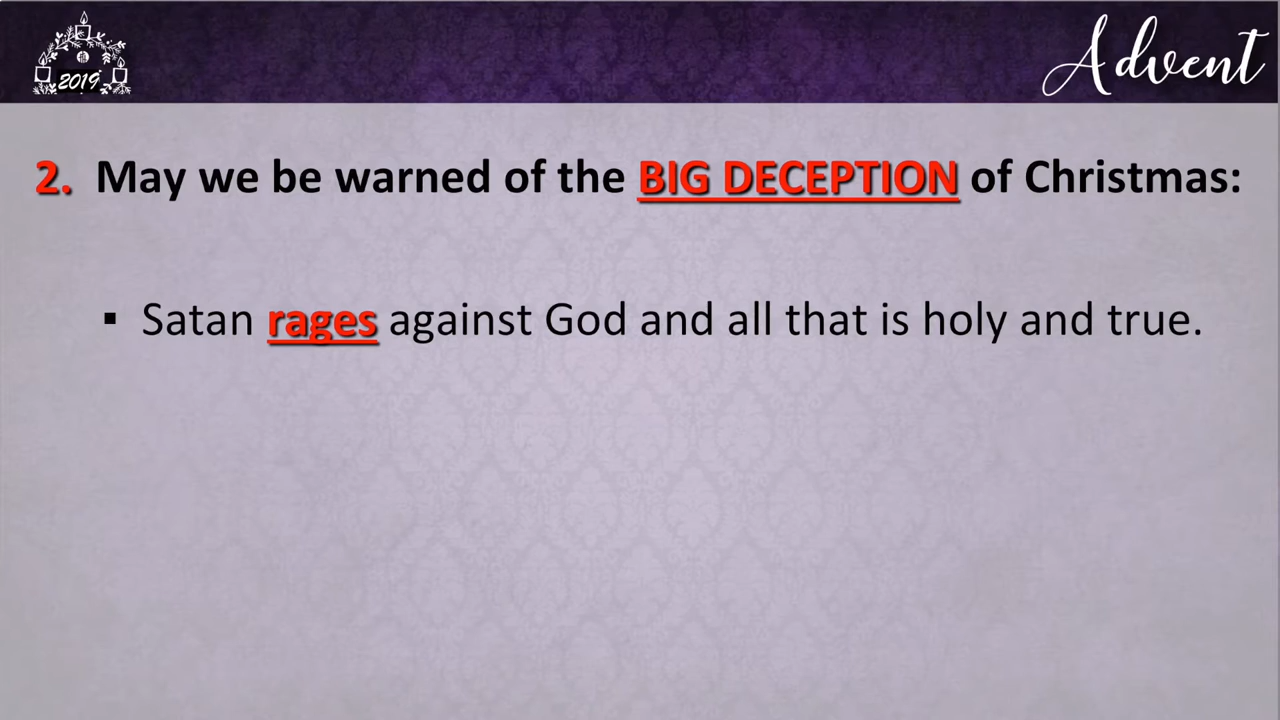 2019
Advent
2. May we be warned of the BIG DECEPTION of Christmas:
▪ Satan rages against God and all that is holy and true.